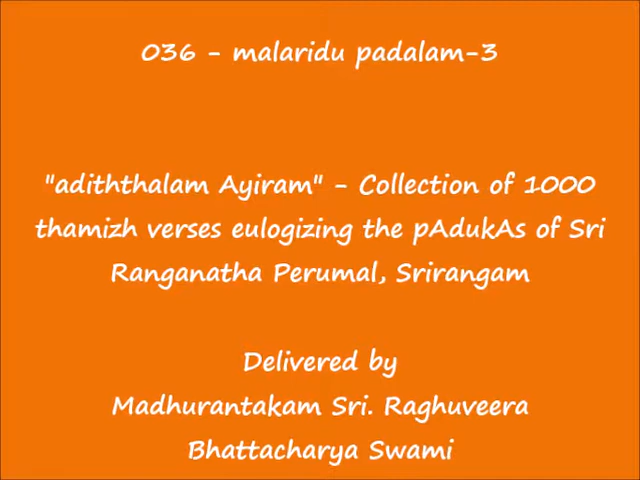 036 - malaridu padalam-3
"adiththalam Ayiram" - Collection of 1000
thamizh verses eulogizing the pAdukAs of Sri
Ranganatha Perumal, Srirangam
Delivered by
Madhurantakam Sri. Raghuveera
Bhattacharya Swami